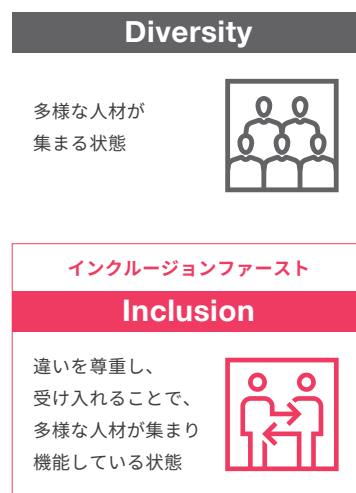 Diversity
多様な人材が
集まる状態
インクルージョンファースト
Inclusion
違いを尊重し、
受け入れることで、
多様な人材が集まり
機能している状態